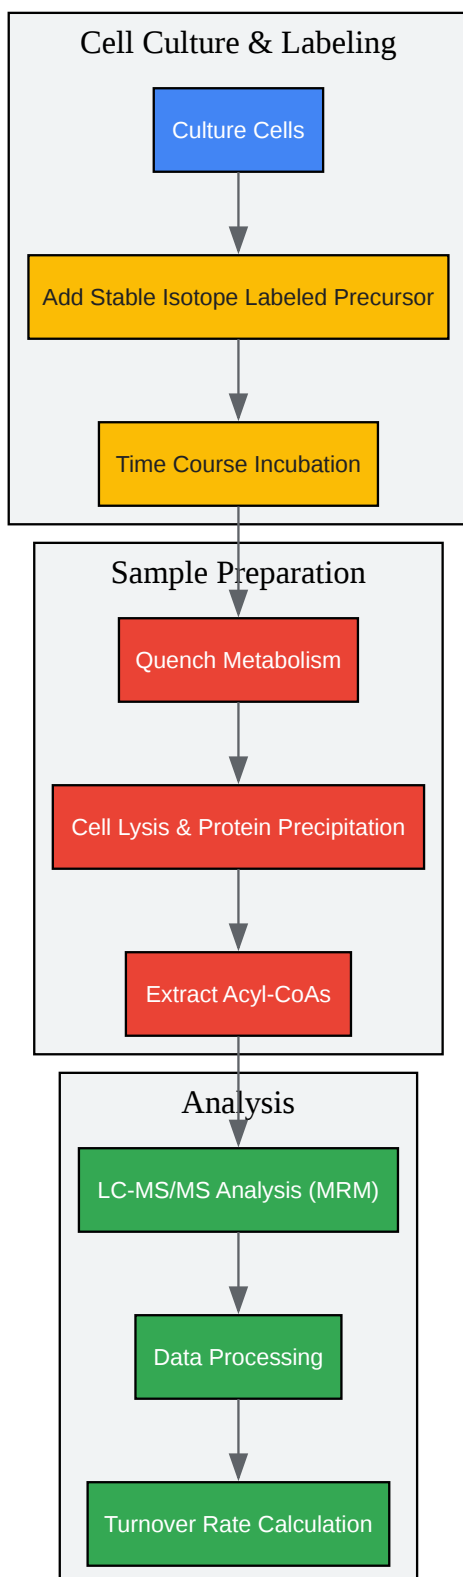 Cell Culture & Labeling
Culture Cells
Add Stable Isotope Labeled Precursor
Time Course Incubation
Sample Preparation
Quench Metabolism
Cell Lysis & Protein Precipitation
Extract Acyl-CoAs
Analysis
LC-MS/MS Analysis (MRM)
Data Processing
Turnover Rate Calculation